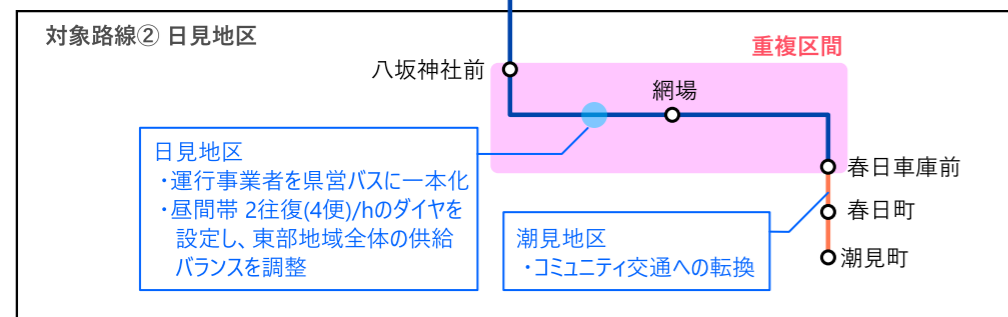 対象路線② 日見地区
重複区間
八坂神社前
網場
日見地区
・運行事業者を県営バスに一本化
・昼間帯 2往復(4便)/hのダイヤを
設定し、東部地域全体の供給
バランスを調整
春日車庫前
春日町
潮見地区
・コミュニティ交通への転換
潮見町